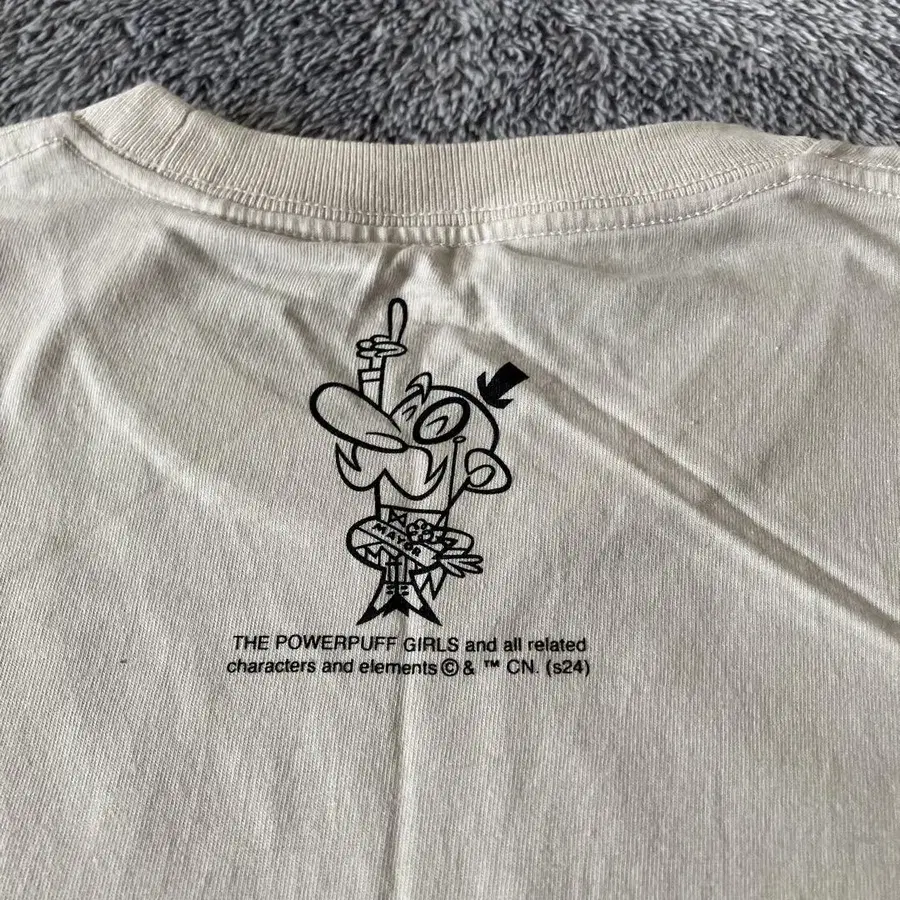 MAYOR
THE POWERPUFF GIRLS and all related
characters and elements © & ™ CN. (s24)